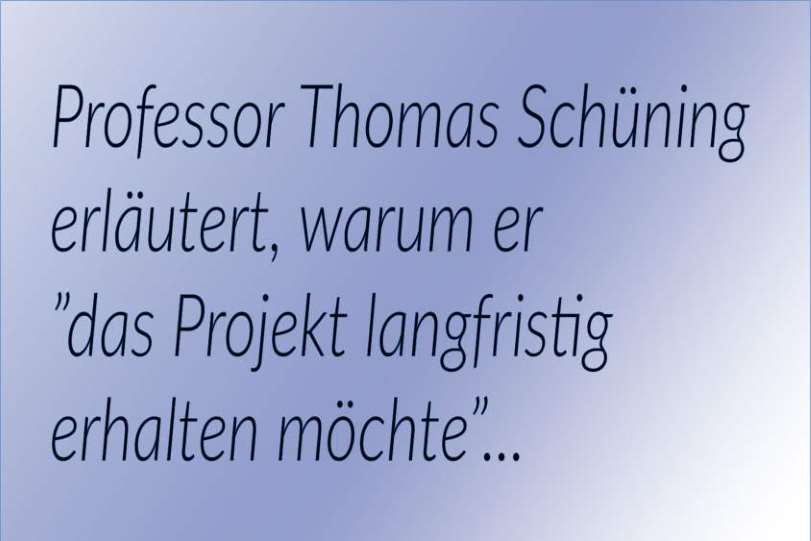 Professor Thomas Schüning
erläutert, warum er
”das Projekt langfristig
erhalten möchte”...